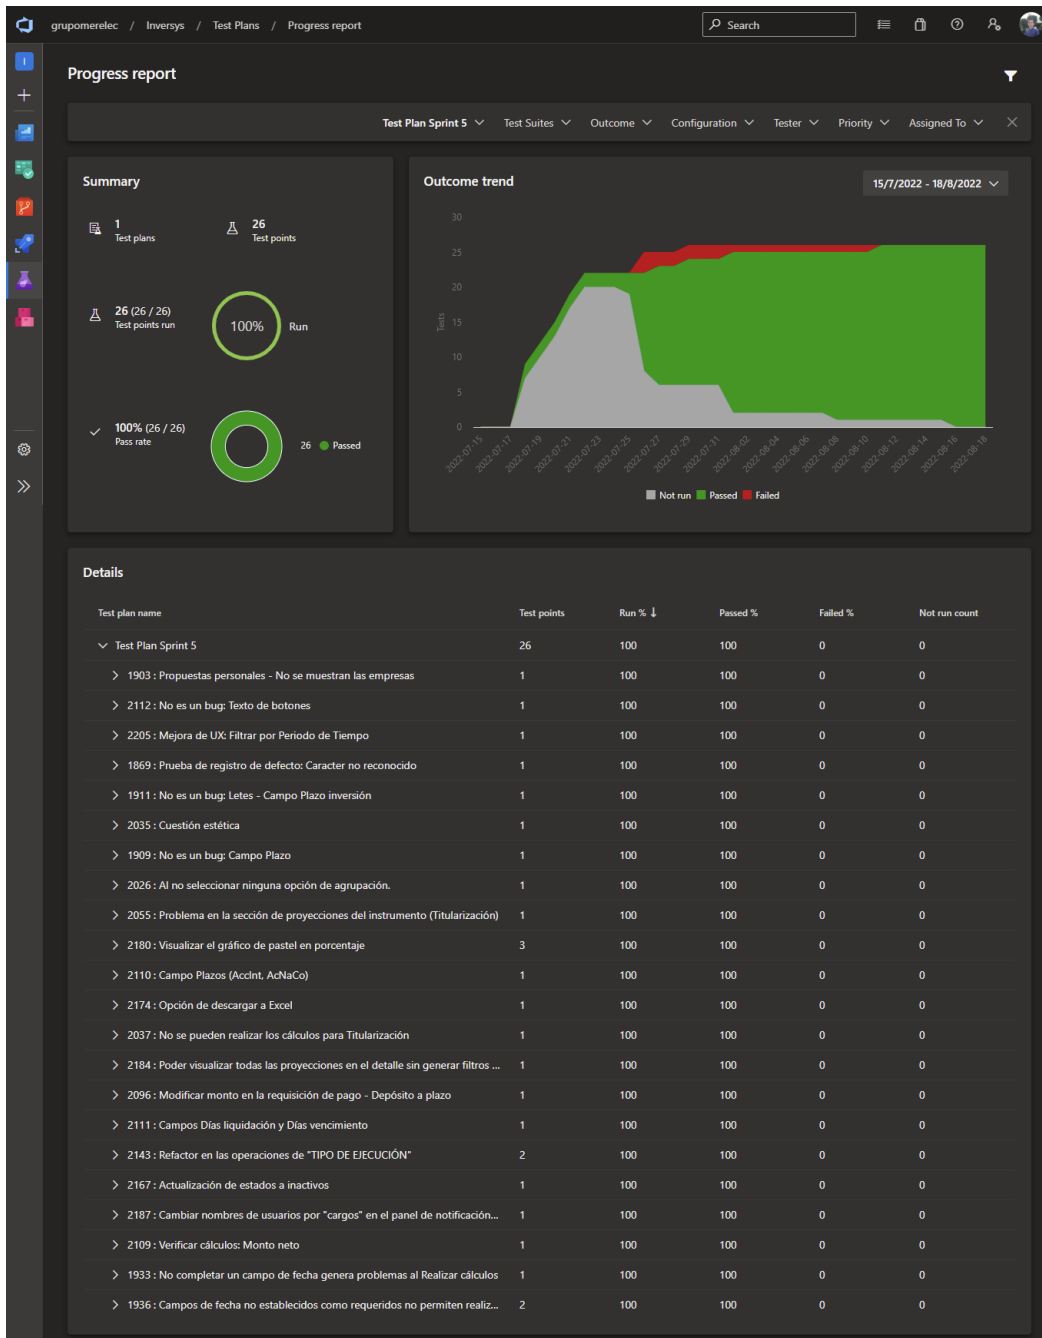 grupomerelec / Inversys / Test Plans / Progress report
Search
I
Progress report
Test Plan Sprint 5 Test Suites Outcome Configuration Tester Priority Assigned To
Summary
1
Test plans
26
Test points
26 (26 / 26)
Test points run
100%
Run
100% (26 / 26)
Pass rate
26 Passed
Outcome trend
15/7/2022 - 18/8/2022
30
25
20
15
10
5
0
Tests
2022-07-15
2022-07-17
2022-07-19
2022-07-21
2022-07-23
2022-07-25
2022-07-27
2022-07-29
2022-07-31
2022-08-02
2022-08-04
2022-08-06
2022-08-08
2022-08-10
2022-08-12
2022-08-14
2022-08-16
2022-08-18
Not run Passed Failed
Details
Test plan name Test points Run % Passed % Failed % Not run count
Test Plan Sprint 5 26 100 100 0 0
1903 : Propuestas personales - No se muestran las empresas 1 100 100 0 0
2112 : No es un bug: Texto de botones 1 100 100 0 0
2205 : Mejora de UX: Filtrar por Periodo de Tiempo 1 100 100 0 0
1869 : Prueba de registro de defecto: Caracter no reconocido 1 100 100 0 0
1911 : No es un bug: Letes - Campo Plazo inversión 1 100 100 0 0
2035 : Cuestión estética 1 100 100 0 0
1909 : No es un bug: Campo Plazo 1 100 100 0 0
2026 : Al no seleccionar ninguna opción de agrupación. 1 100 100 0 0
2055 : Problema en la sección de proyecciones del instrumento (Titularización) 1 100 100 0 0
2180 : Visualizar el gráfico de pastel en porcentaje 3 100 100 0 0
2110 : Campo Plazos (AccInt, AcNaCo) 1 100 100 0 0
2174 : Opción de descargar a Excel 1 100 100 0 0
2037 : No se pueden realizar los cálculos para Titularización 1 100 100 0 0
2184 : Poder visualizar todas las proyecciones en el detalle sin generar filtros ... 1 100 100 0 0
2096 : Modificar monto en la requisición de pago - Depósito a plazo 1 100 100 0 0
2111 : Campos Días liquidación y Días vencimiento 1 100 100 0 0
2143 : Refactor en las operaciones de "TIPO DE EJECUCIÓN" 2 100 100 0 0
2167 : Actualización de estados a inactivos 1 100 100 0 0
2187 : Cambiar nombres de usuarios por "cargos" en el panel de notificación... 1 100 100 0 0
2109 : Verificar cálculos: Monto neto 1 100 100 0 0
1933 : No completar un campo de fecha genera problemas al Realizar cálculos 1 100 100 0 0
1936 : Campos de fecha no establecidos como requeridos no permiten realiz... 2 100 100 0 0